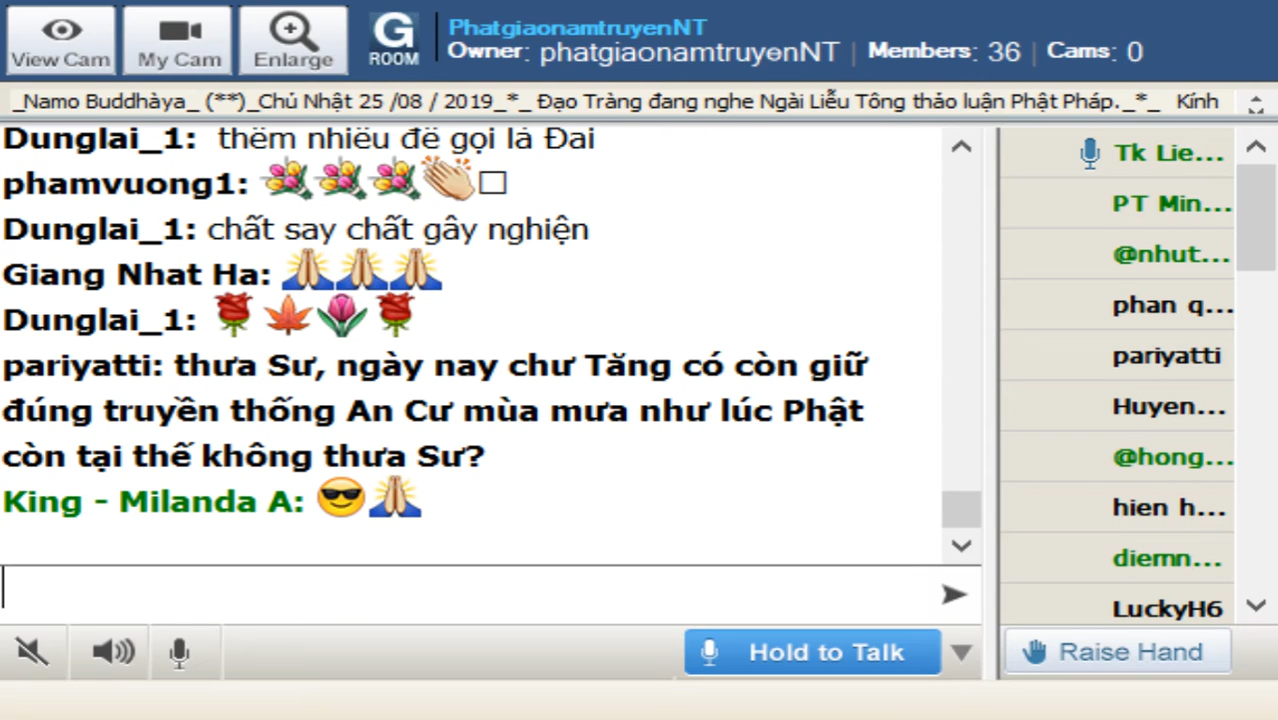 View Cam
My Cam
Enlarge
G
ROOM
PhatgiaonamtruyenNT
Owner: phatgiaonamtruyenNT | Members: 36 | Cams: 0
_Namo Buddhàya_ (**)_Chủ Nhật 25 /08 / 2019_*_ Đạo Tràng đang nghe Ngài Liễu Tông thảo luận Phật Pháp._*_ Kính
Dunglai_1: thêm nhiều để gọi là Đai
phamvuong1:
Dunglai_1: chất say chất gây nghiện
Giang Nhat Ha:
Dunglai_1:
pariyatti: thưa Sư, ngày nay chư Tăng có còn giữ
đúng truyền thống An Cư mùa mưa như lúc Phật
còn tại thế không thưa Sư?
King - Milanda A:
Tk Lie...
PT Min...
@nhut...
phan q...
pariyatti
Huyen...
@hong...
hien h...
diemn...
LuckyH6
Hold to Talk
Raise Hand